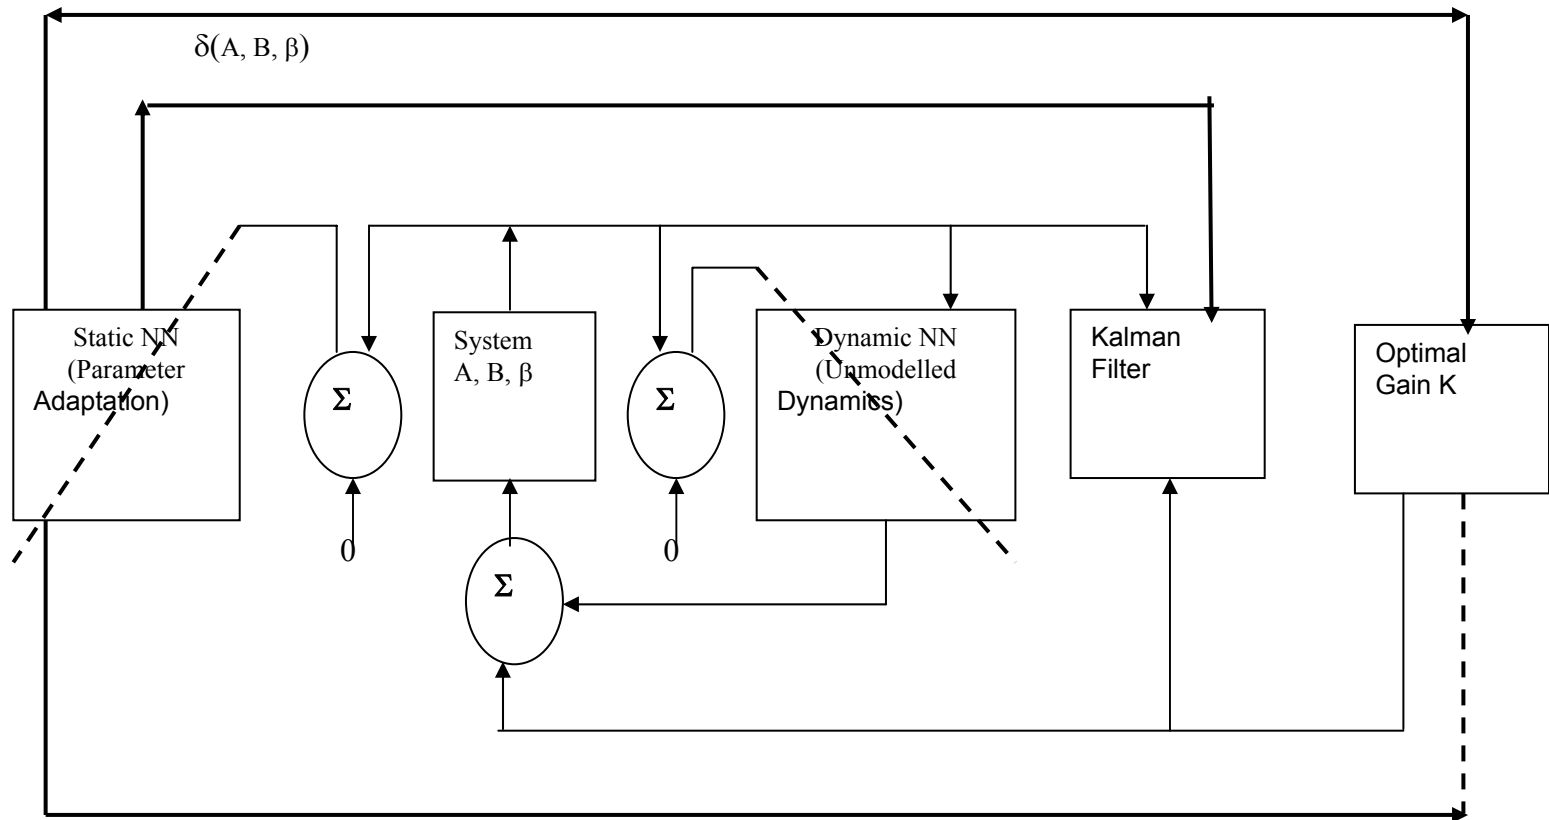 δ(A, B, β)
Static NN
(Parameter
Adaptation)
Σ
0
System
A, B, β
Σ
Σ
0
Dynamic NN
(Unmodelled
Dynamics)
Kalman
Filter
Optimal
Gain K